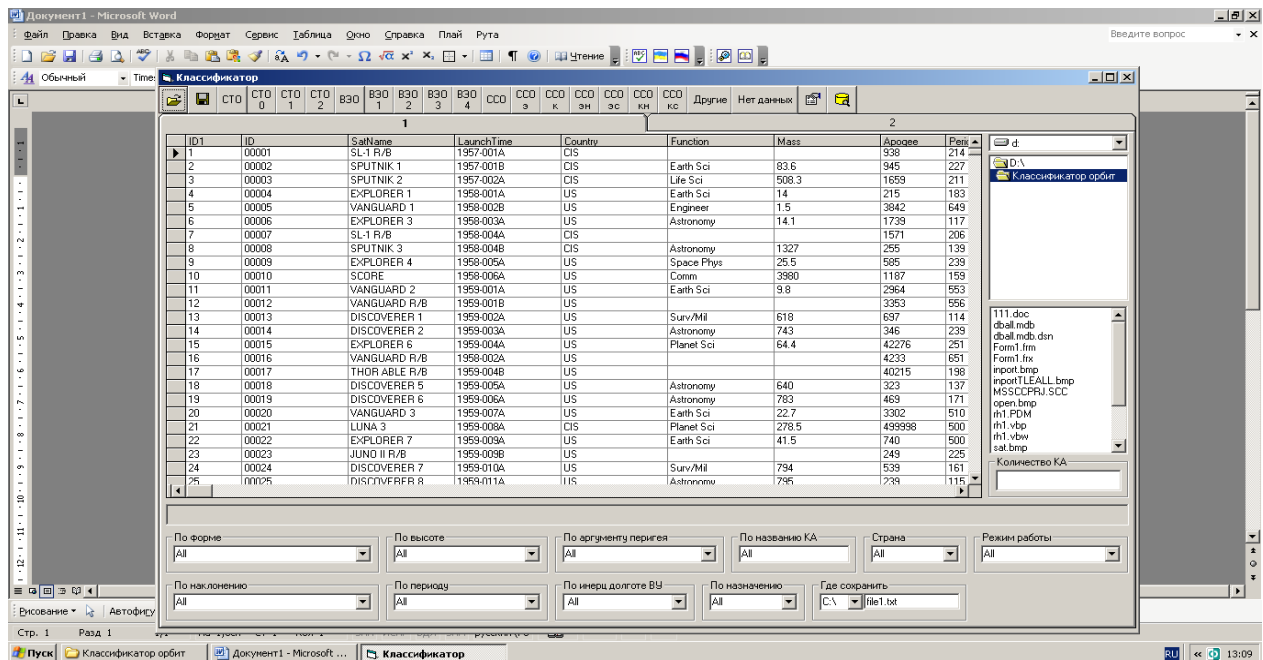 Документ1 - Microsoft Word
Файл Правка Вид Вставка Формат Сервис Таблица Окно Справка Плай Рута Введите вопрос
Чтение
Обычный Times
Классификатор
СТО СТО 0 СТО 1 СТО 2 ВЭО ВЭО 1 ВЭО 2 ВЭО 3 ВЭО 4 ССО ССО э ССО к ССО эн ССО эс ССО кн ССО кс Другие Нет данных
1 2
ID1 ID SatName LaunchTime Country Function Mass Apogee Peri
1 00001 SL-1 R/B 1957-001A CIS 938 214
2 00002 SPUTNIK 1 1957-001B CIS Earth Sci 83.6 945 227
3 00003 SPUTNIK 2 1957-002A CIS Life Sci 508.3 1659 211
4 00004 EXPLORER 1 1958-001A US Earth Sci 14 215 183
5 00005 VANGUARD 1 1958-002B US Engineer 1.5 3842 649
6 00006 EXPLORER 3 1958-003A US Astronomy 14.1 1739 117
7 00007 SL-1 R/B 1958-004A CIS 1571 206
8 00008 SPUTNIK 3 1958-004B CIS Astronomy 1327 255 139
9 00009 EXPLORER 4 1958-005A US Space Phys 25.5 585 239
10 00010 SCORE 1958-006A US Comm 3980 1187 159
11 00011 VANGUARD 2 1959-001A US Earth Sci 9.8 2964 553
12 00012 VANGUARD R/B 1959-001B US 3353 556
13 00013 DISCOVERER 1 1959-002A US Surv/Mil 618 697 114
14 00014 DISCOVERER 2 1959-003A US Astronomy 743 346 239
15 00015 EXPLORER 6 1959-004A US Planet Sci 64.4 42276 251
16 00016 VANGUARD R/B 1958-002A US 4233 651
17 00017 THOR ABLE R/B 1959-004B US 40215 198
18 00018 DISCOVERER 5 1959-005A US Astronomy 640 323 137
19 00019 DISCOVERER 6 1959-006A US Astronomy 783 469 171
20 00020 VANGUARD 3 1959-007A US Earth Sci 22.7 3302 510
21 00021 LUNA 3 1959-008A CIS Planet Sci 278.5 499998 500
22 00022 EXPLORER 7 1959-009A US Earth Sci 41.5 740 500
23 00023 JUNO II R/B 1959-009B US 249 225
24 00024 DISCOVERER 7 1959-010A US Surv/Mil 794 539 161
25 00025 DISCOVERER 8 1959-011A US Astronomu 795 239 115
d:
D:\
Классификатор орбит
111.doc
dball.mdb
dball.mdb.dsn
Form1.frm
Form1.frx
inport.bmp
inportTLEALL.bmp
MSSCCPRJ.SCC
open.bmp
rh1.PDM
rh1.vbp
rh1.vbw
sat.bmp
Количество КА
По форме По высоте По аргументу перигея По названию КА Страна Режим работы
All All All All All All
По наклонению По периоду По инерц долготе ВУ По назначению Где сохранить
All All All All C:\ file1.txt
Рисование Автофигу
Стр. 1 Разд 1
Пуск Классификатор орбит Документ1 - Microsoft ... Классификатор RU 13:09